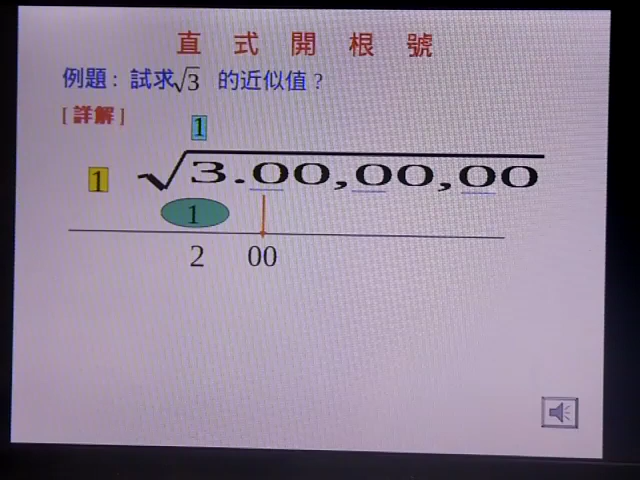 直式開根號
例題：試求√3 的近似值？
[詳解]
1
1 √3.00,00,00
1
2 00